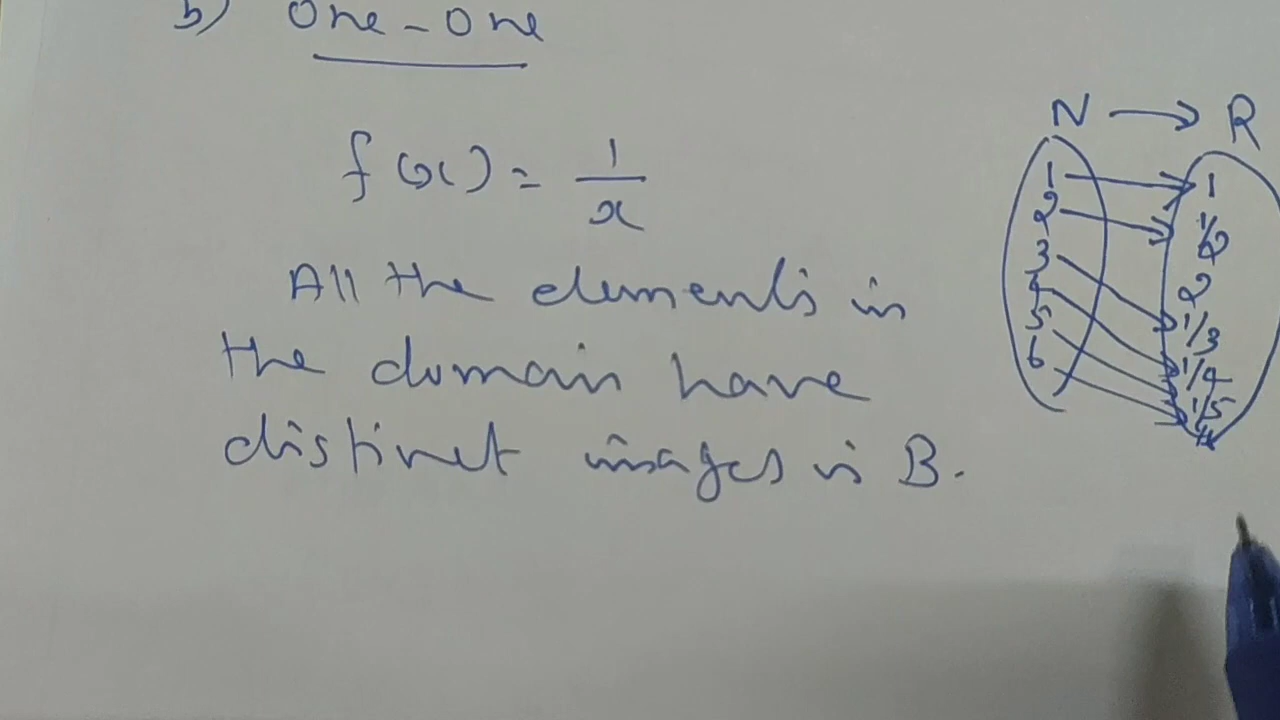 b) One-One
f(x) = 1/x
All the elements in
the domain have
distinct images is B.
N → R
1
2
3
4
5
6
1
1/2
2
1/3
1/4
1/5